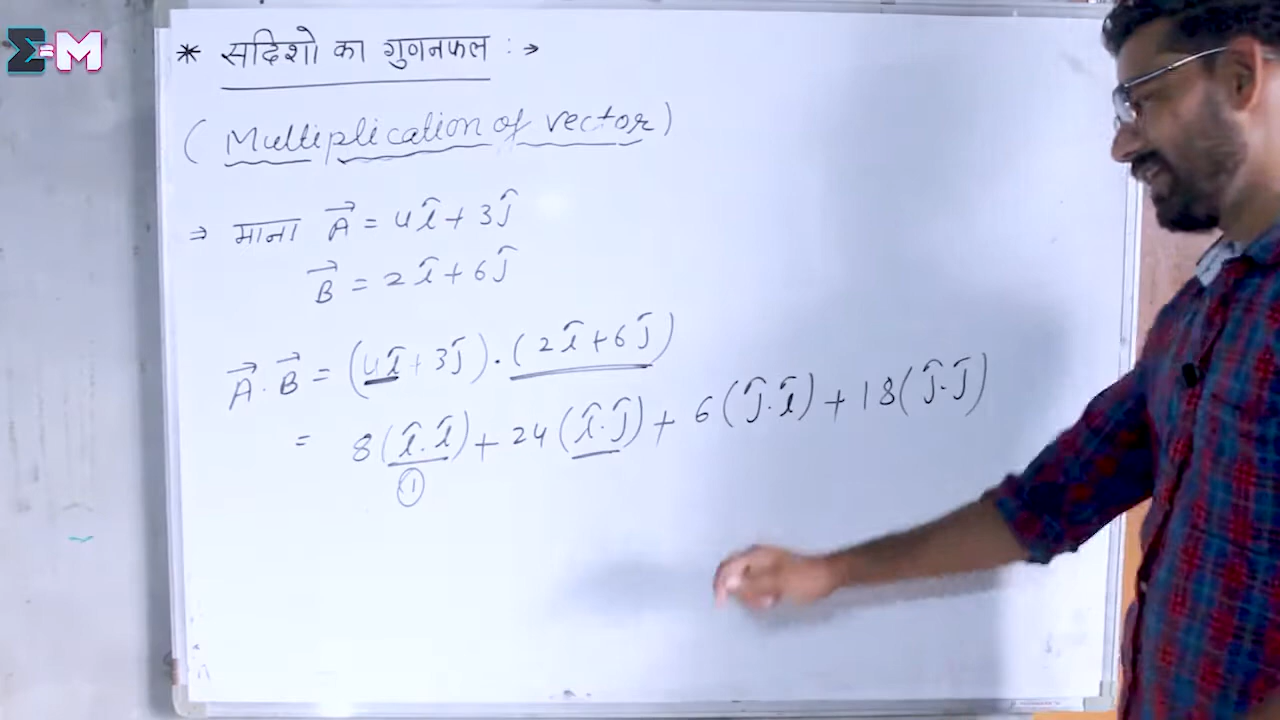 Σ=M
* सदिशो का गुणनफल :→
(Multiplication of vector)
⇒ माना A⃗ = 4î + 3ĵ
B⃗ = 2î + 6ĵ
A⃗ . B⃗ = (4î + 3ĵ) . (2î + 6ĵ)
= 8(î . î) + 24(î . ĵ) + 6(ĵ . î) + 18(ĵ . ĵ)
1